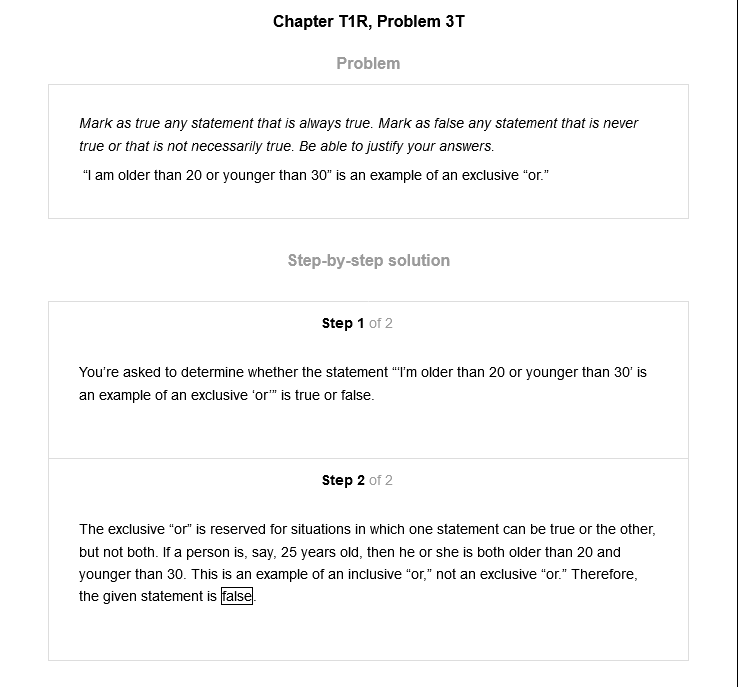 Chapter T1R, Problem 3T
Problem
Mark as true any statement that is always true. Mark as false any statement that is never
true or that is not necessarily true. Be able to justify your answers.
“I am older than 20 or younger than 30” is an example of an exclusive “or.”
Step-by-step solution
Step 1 of 2
You’re asked to determine whether the statement “‘I’m older than 20 or younger than 30’ is
an example of an exclusive ‘or’” is true or false.
Step 2 of 2
The exclusive “or” is reserved for situations in which one statement can be true or the other,
but not both. If a person is, say, 25 years old, then he or she is both older than 20 and
younger than 30. This is an example of an inclusive “or,” not an exclusive “or.” Therefore,
the given statement is false.